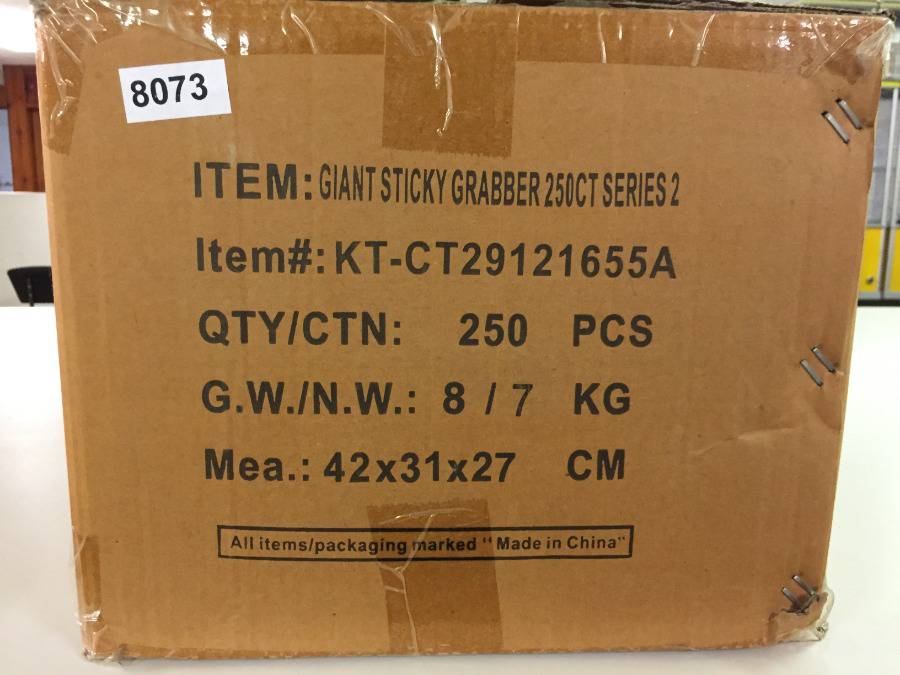 8073
ITEM: GIANT STICKY GRABBER 250CT SERIES 2
Item#: KT-CT29121655A
QTY/CTN: 250 PCS
G.W./N.W.: 8 / 7 KG
Mea.: 42x31x27 CM
All items/packaging marked "Made in China"